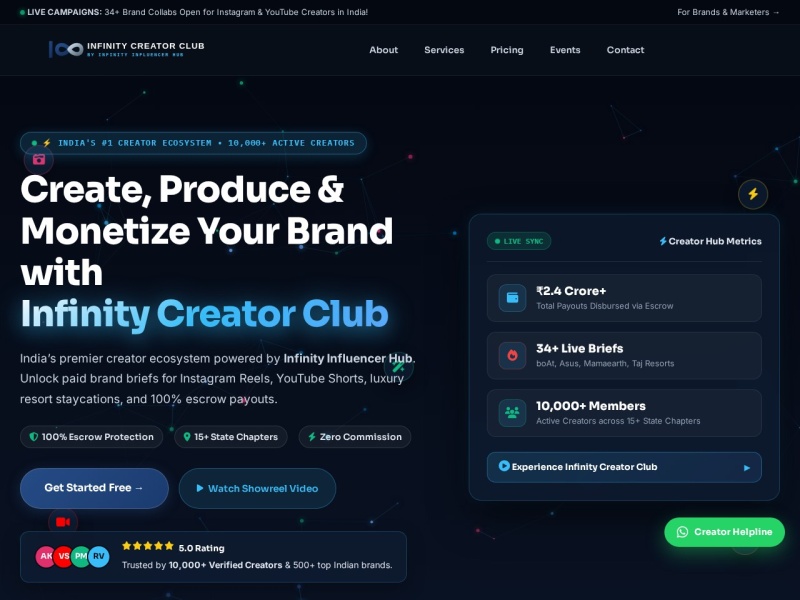 LIVE CAMPAIGNS: 34+ Brand Collabs Open for Instagram & YouTube Creators in India!
For Brands & Marketers →
INFINITY CREATOR CLUB
BY INFINITY INFLUENCER HUB
About
Services
Pricing
Events
Contact
⚡ INDIA'S #1 CREATOR ECOSYSTEM • 10,000+ ACTIVE CREATORS
Create, Produce &
Monetize Your Brand
with
Infinity Creator Club
India's premier creator ecosystem powered by Infinity Influencer Hub.
Unlock paid brand briefs for Instagram Reels, YouTube Shorts, luxury
resort staycations, and 100% escrow payouts.
100% Escrow Protection
15+ State Chapters
Zero Commission
Get Started Free →
Watch Showreel Video
AK VS PM RV
5.0 Rating
Trusted by 10,000+ Verified Creators & 500+ top Indian brands.
LIVE SYNC
Creator Hub Metrics
₹2.4 Crore+
Total Payouts Disbursed via Escrow
34+ Live Briefs
boAt, Asus, Mamaearth, Taj Resorts
10,000+ Members
Active Creators across 15+ State Chapters
Experience Infinity Creator Club
Creator Helpline